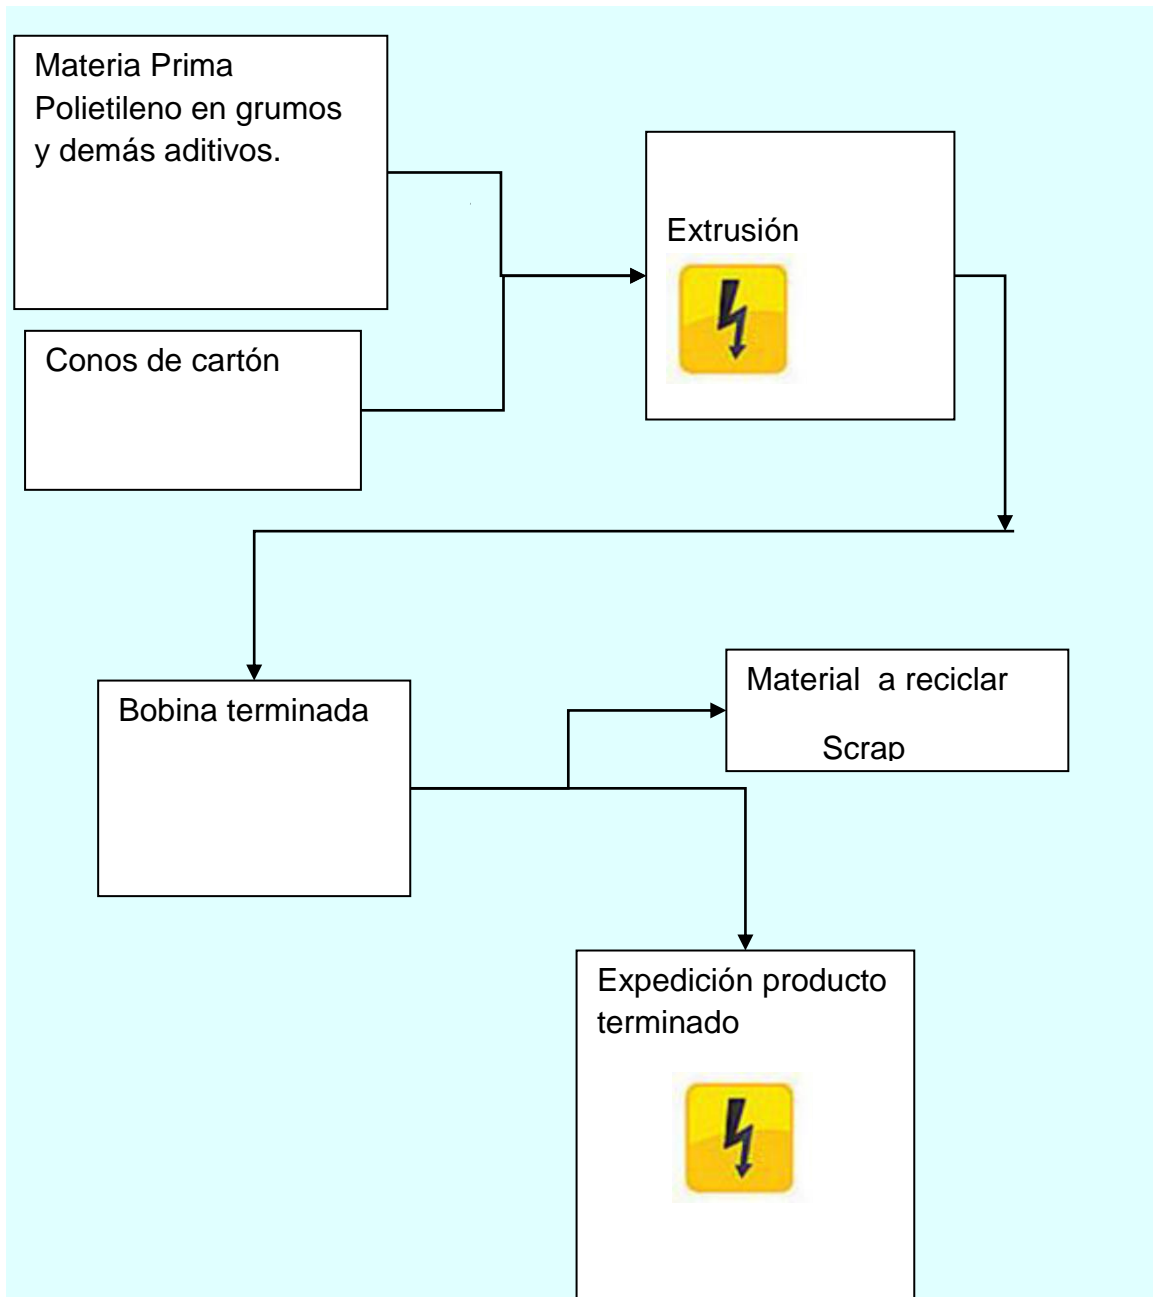 Materia Prima
Polietileno en grumos
y demás aditivos.
Extrusión
Conos de cartón
Bobina terminada
Material a reciclar
Scrap
Expedición producto
terminado